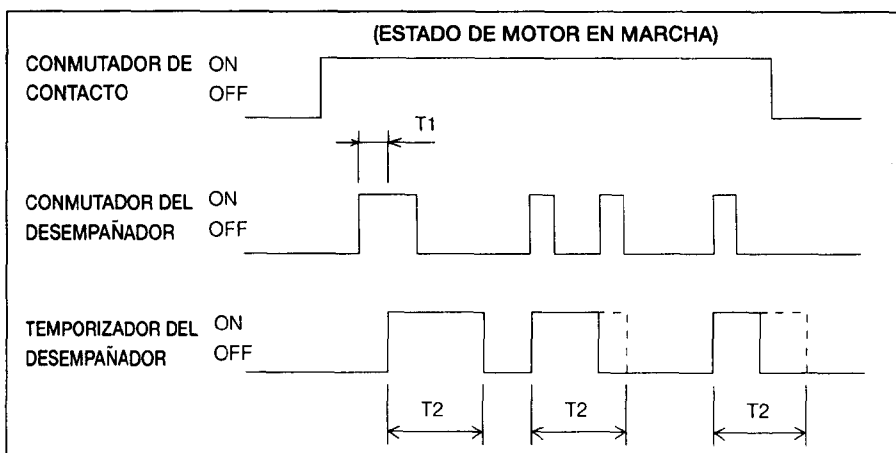 (ESTADO DE MOTOR EN MARCHA)
CONMUTADOR DE ON
CONTACTO OFF
T1
CONMUTADOR DEL ON
DESEMPAÑADOR OFF
TEMPORIZADOR DEL ON
DESEMPAÑADOR OFF
T2 T2 T2